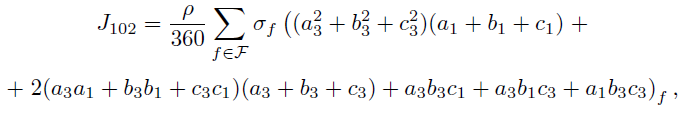 J_{102} = \frac{\rho}{360} \sum_{f \in \mathcal{F}} \sigma_f \left( (a_3^2 + b_3^2 + c_3^2)(a_1 + b_1 + c_1) + \right.
\left. + 2(a_3 a_1 + b_3 b_1 + c_3 c_1)(a_3 + b_3 + c_3) + a_3 b_3 c_1 + a_3 b_1 c_3 + a_1 b_3 c_3 \right)_f ,